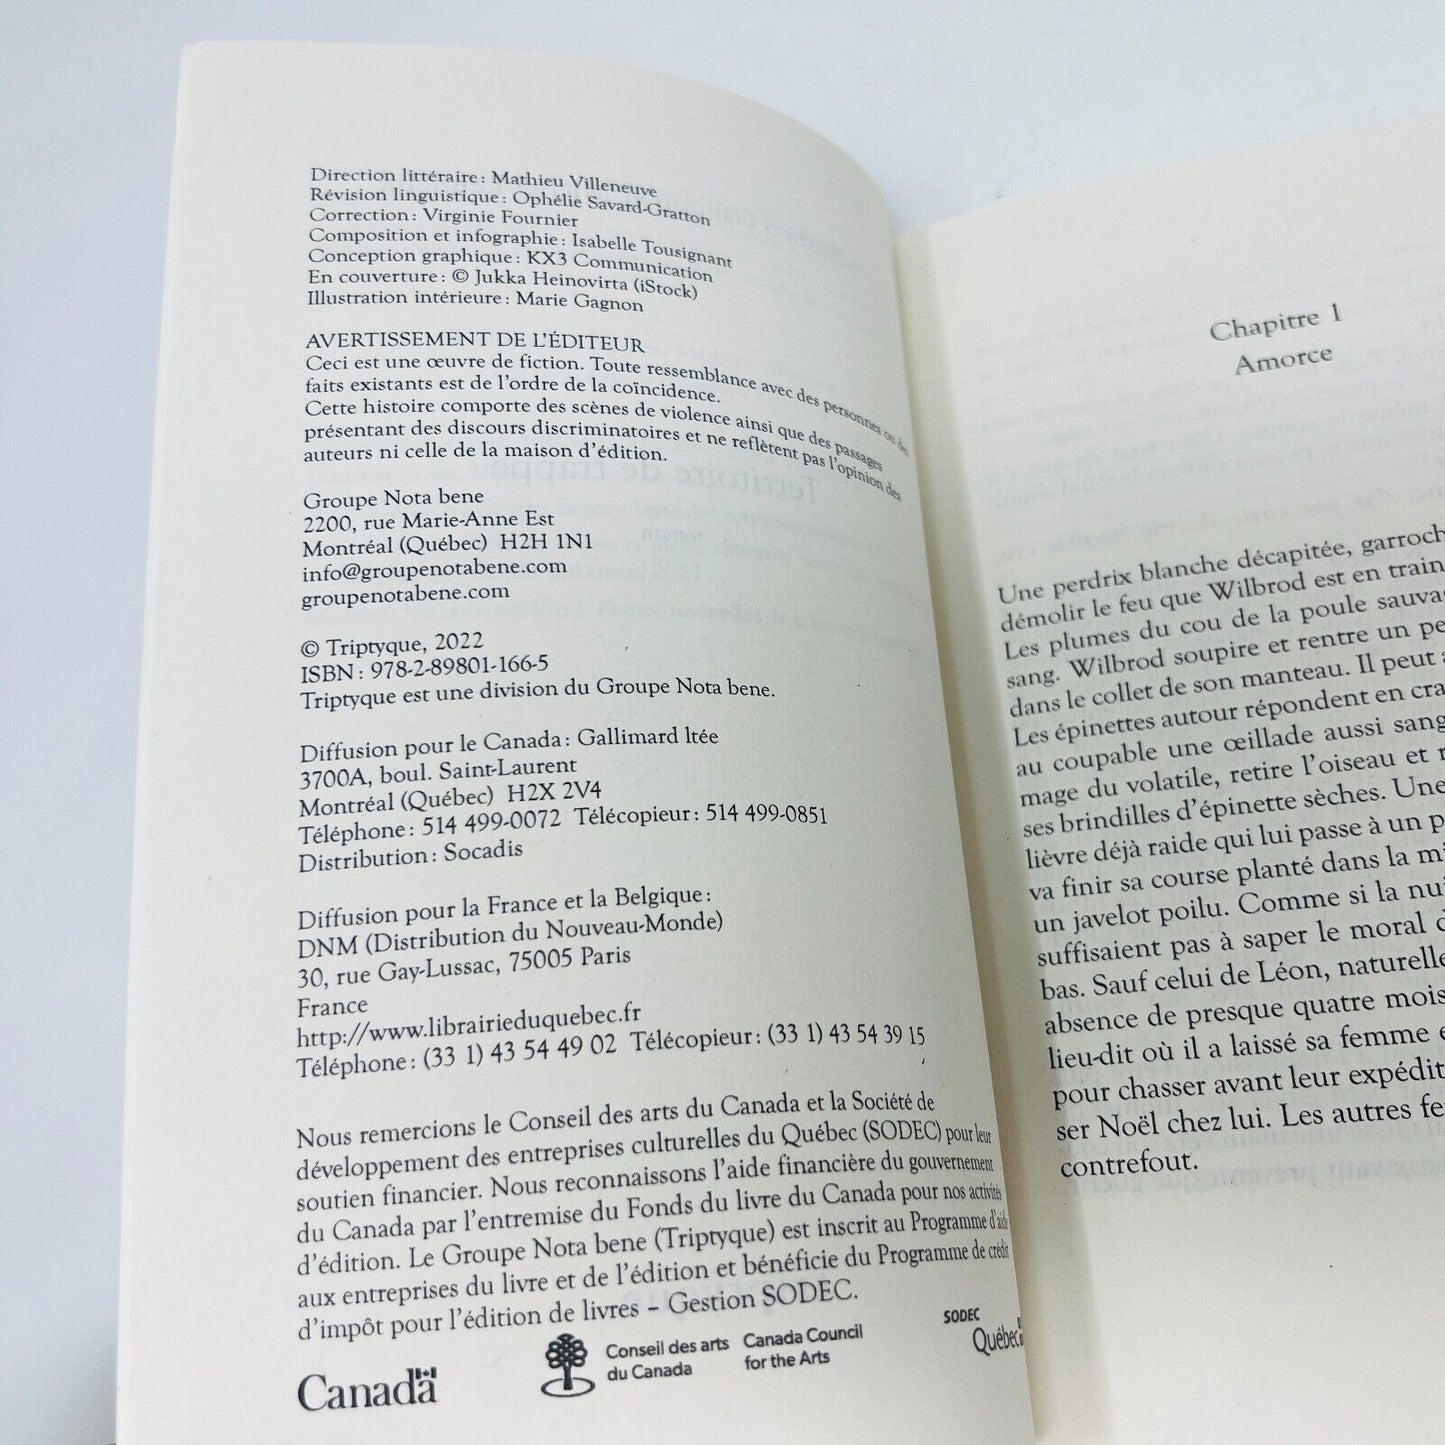 Direction littéraire : Mathieu Villeneuve
Révision linguistique : Ophélie Savard-Gratton
Correction : Virginie Fournier
Composition et infographie : Isabelle Tousignant
Conception graphique : KX3 Communication
En couverture : © Jukka Heinovirta (iStock)
Illustration intérieure : Marie Gagnon
AVERTISSEMENT DE L'ÉDITEUR
Ceci est une œuvre de fiction. Toute ressemblance avec des personnes ou des
faits existants est de l'ordre de la coïncidence.
Cette histoire comporte des scènes de violence ainsi que des passages
présentant des discours discriminatoires et ne reflètent pas l'opinion des
auteurs ni celle de la maison d'édition.
Groupe Nota bene
2200, rue Marie-Anne Est
Montréal (Québec) H2H 1N1
info@groupenotabene.com
groupenotabene.com
© Triptyque, 2022
ISBN : 978-2-89801-166-5
Triptyque est une division du Groupe Nota bene.
Diffusion pour le Canada : Gallimard ltée
3700A, boul. Saint-Laurent
Montréal (Québec) H2X 2V4
Téléphone : 514 499-0072 Télécopieur : 514 499-0851
Distribution : Socadis
Diffusion pour la France et la Belgique :
DNM (Distribution du Nouveau-Monde)
30, rue Gay-Lussac, 75005 Paris
France
http://www.librairieduquebec.fr
Téléphone : (33 1) 43 54 49 02 Télécopieur : (33 1) 43 54 39 15
Nous remercions le Conseil des arts du Canada et la Société de
développement des entreprises culturelles du Québec (SODEC) pour leur
soutien financier. Nous reconnaissons l'aide financière du gouvernement
du Canada par l'entremise du Fonds du livre du Canada pour nos activités
d'édition. Le Groupe Nota bene (Triptyque) est inscrit au Programme d'aide
aux entreprises du livre et de l'édition et bénéficie du Programme de crédit
d'impôt pour l'édition de livres – Gestion SODEC.
Canada
Conseil des arts
du Canada
Canada Council
for the Arts
SODEC
Québec
Chapitre 1
Amorce
Une perdrix blanche décapitée, garroch
démolir le feu que Wilbrod est en train
Les plumes du cou de la poule sauva
sang. Wilbrod soupire et rentre un pe
dans le collet de son manteau. Il peut
Les épinettes autour répondent en cra
au coupable une œillade aussi sang
mage du volatile, retire l'oiseau et
ses brindilles d'épinette sèches. Une
lièvre déjà raide qui lui passe à un p
va finir sa course planté dans la mi
un javelot poilu. Comme si la nui
suffisaient pas à saper le moral d
bas. Sauf celui de Léon, naturelle
absence de presque quatre mois
lieu-dit où il a laissé sa femme e
pour chasser avant leur expédit
ser Noël chez lui. Les autres fe
contrefout.